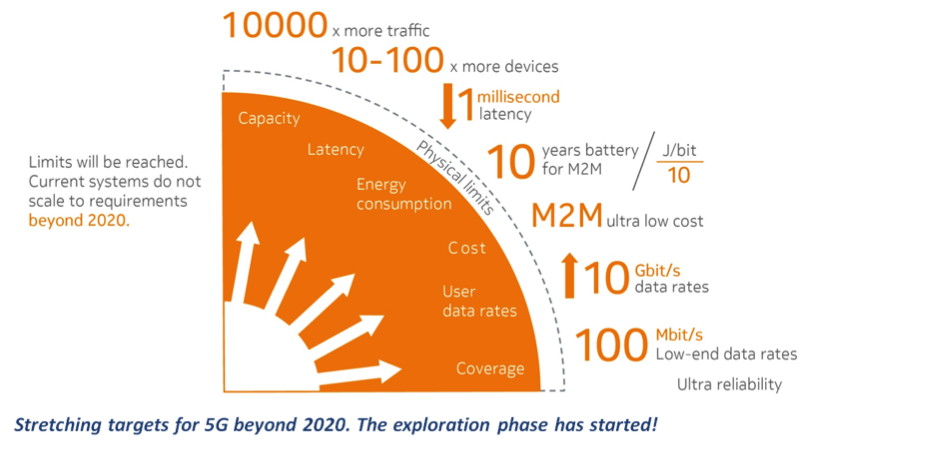 10000 x more traffic
10-100 x more devices
1 millisecond
latency
Capacity
Latency
Physical limits
10 years battery
for M2M
J/bit
10
Limits will be reached.
Current systems do not
scale to requirements
beyond 2020.
Energy
consumption
M2M ultra low cost
Cost
10 Gbit/s
data rates
User
data rates
100 Mbit/s
Low-end data rates
Coverage
Ultra reliability
Stretching targets for 5G beyond 2020. The exploration phase has started!